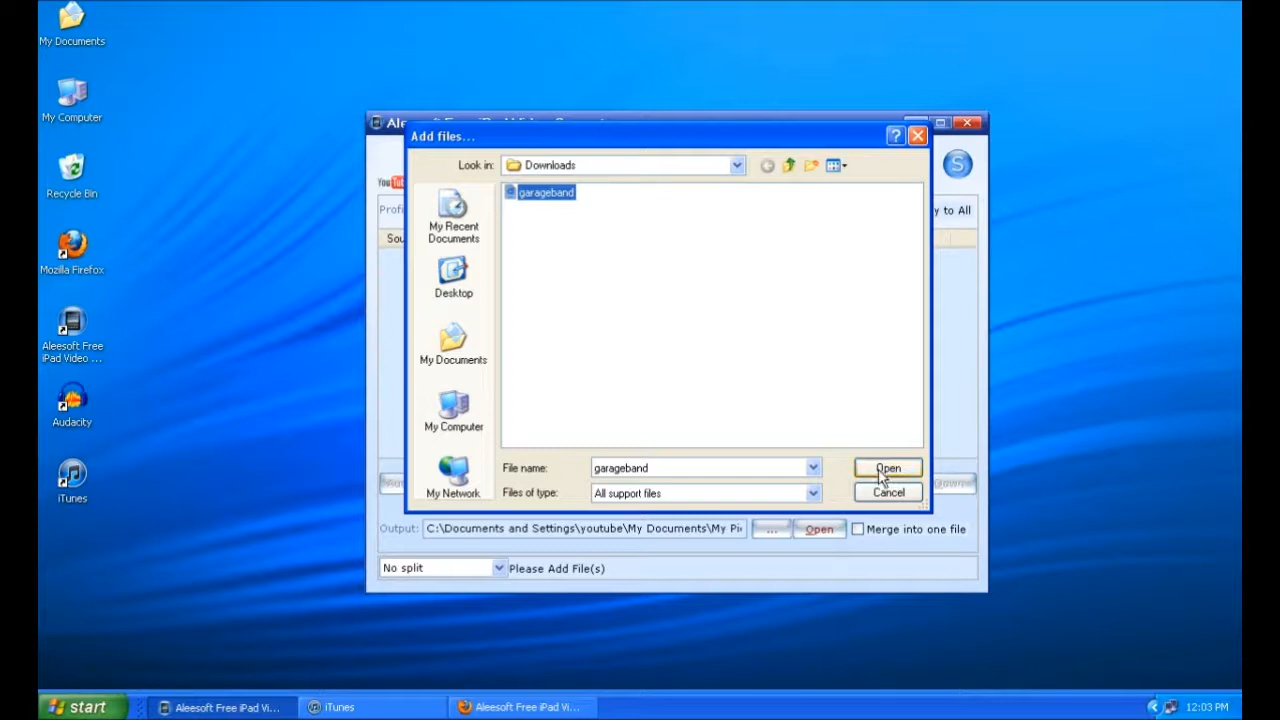 My Documents
My Computer
Recycle Bin
Mozilla Firefox
Aleesoft Free
iPad Video ...
Audacity
iTunes
Add files...
Look in:
Downloads
garageband
My Recent
Documents
Desktop
My Documents
My Computer
My Network
File name:
garageband
Open
Files of type:
All support files
Cancel
You
S
y to All
Output:
C:\Documents and Settings\youtube\My Documents\My Pi
...
Open
Merge into one file
No split
Please Add File(s)
start
Aleesoft Free iPad Vi...
iTunes
Aleesoft Free iPad Vi...
12:03 PM